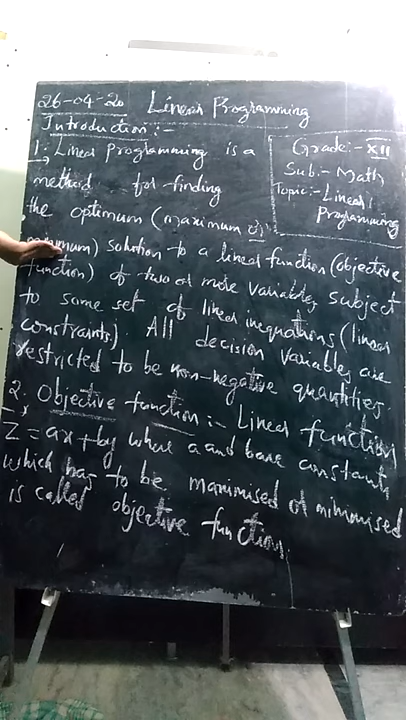 26-04-20 Linear Programming
Introduction :-
Grade:- XII
Sub:- Math
Topic:- Linear
Programming
1. Linear Programming is a
method for finding
the optimum (maximum or
minimum) solution to a linear function (objective
function) of two or more variables subject
to some set of linear inequations (linear
constraints). All decision variables are
restricted to be non-negative quantities.
2. Objective function :- Linear function
Z = ax+by where a and b are constant,
which has to be maximised or minimised
is called objective function.